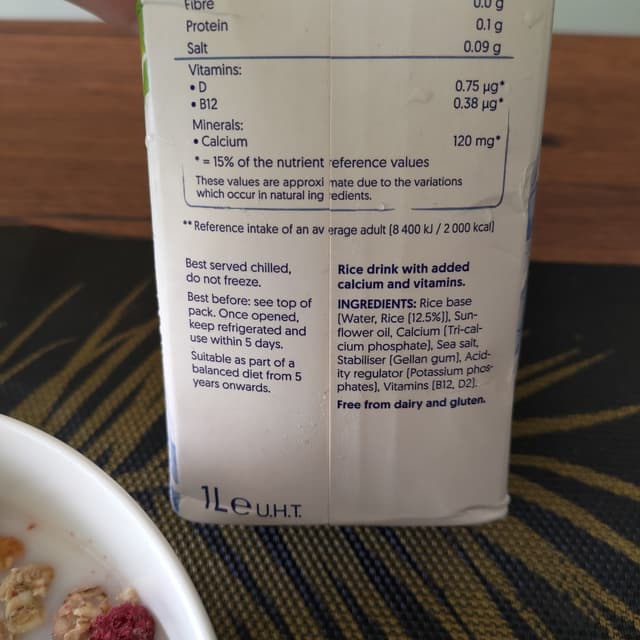 Fibre 0.0 g
Protein 0.1 g
Salt 0.09 g
Vitamins:
• D 0.75 µg*
• B12 0.38 µg*
Minerals:
• Calcium 120 mg*
* = 15% of the nutrient reference values
These values are approximate due to the variations
which occur in natural ingredients.
** Reference intake of an average adult (8 400 kJ / 2 000 kcal)
Best served chilled,
do not freeze.
Best before: see top of
pack. Once opened,
keep refrigerated and
use within 5 days.
Suitable as part of a
balanced diet from 5
years onwards.
Rice drink with added
calcium and vitamins.
INGREDIENTS: Rice base
(Water, Rice (12.5%)), Sun-
flower oil, Calcium (Tri-cal-
cium phosphate), Sea salt,
Stabiliser (Gellan gum), Acid-
ity regulator (Potassium phos-
phates), Vitamins (B12, D2).
Free from dairy and gluten.
1L e U.H.T.